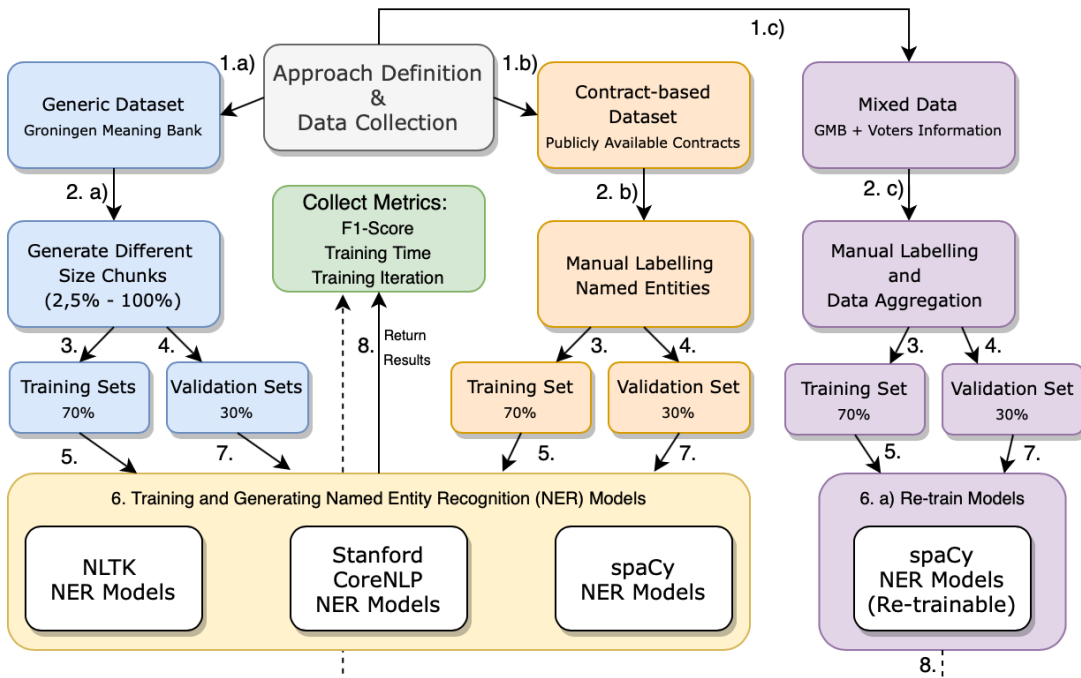 1.c)
1.a)
Approach Definition
&
Data Collection
1.b)
Generic Dataset
Groningen Meaning Bank
Contract-based
Dataset
Publicly Available Contracts
Mixed Data
GMB + Voters Information
2. a)
2. b)
2. c)
Collect Metrics:
F1-Score
Training Time
Training Iteration
Generate Different
Size Chunks
(2,5% - 100%)
Manual Labelling
Named Entities
Manual Labelling
and
Data Aggregation
3.
4.
8.
Return
Results
3.
4.
3.
4.
Training Sets
70%
Validation Sets
30%
Training Set
70%
Validation Set
30%
Training Set
70%
Validation Set
30%
5.
7.
5.
7.
5.
7.
6. Training and Generating Named Entity Recognition (NER) Models
NLTK
NER Models
Stanford
CoreNLP
NER Models
spaCy
NER Models
6. a) Re-train Models
spaCy
NER Models
(Re-trainable)
8.